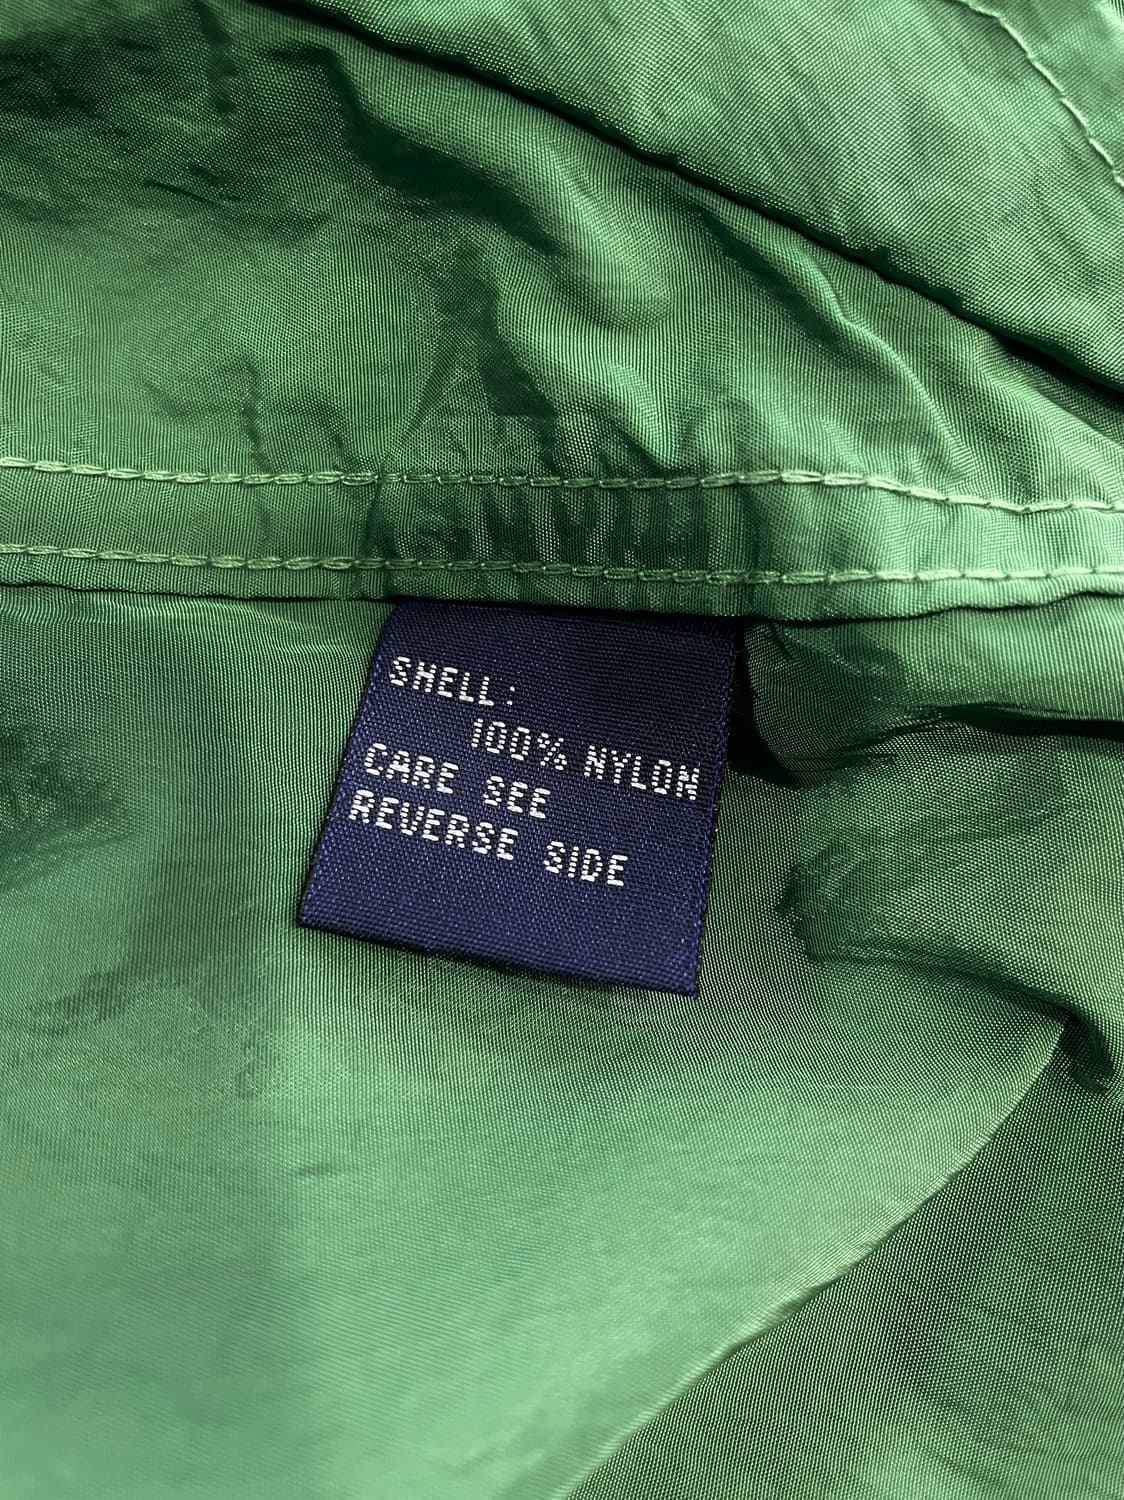 SHELL:
100% NYLON
CARE SEE
REVERSE SIDE